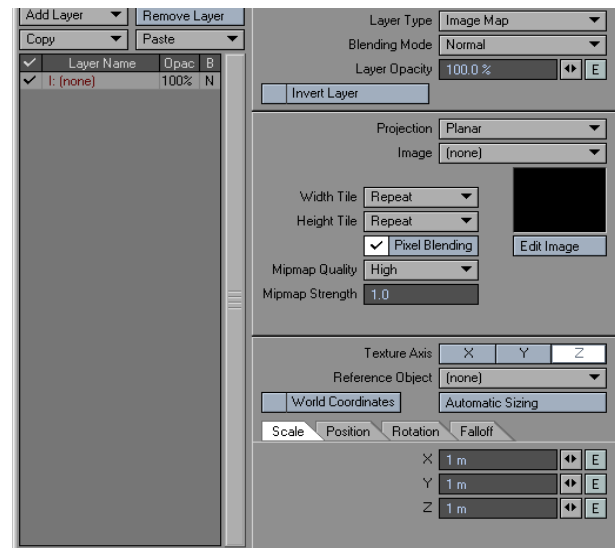 Add Layer Remove Layer
Copy Paste
Layer Name Opac B
I: (none) 100% N
Layer Type Image Map
Blending Mode Normal
Layer Opacity 100.0 % E
Invert Layer
Projection Planar
Image (none)
Width Tile Repeat
Height Tile Repeat
Pixel Blending Edit Image
Mipmap Quality High
Mipmap Strength 1.0
Texture Axis X Y Z
Reference Object (none)
World Coordinates Automatic Sizing
Scale Position Rotation Falloff
X 1 m E
Y 1 m E
Z 1 m E